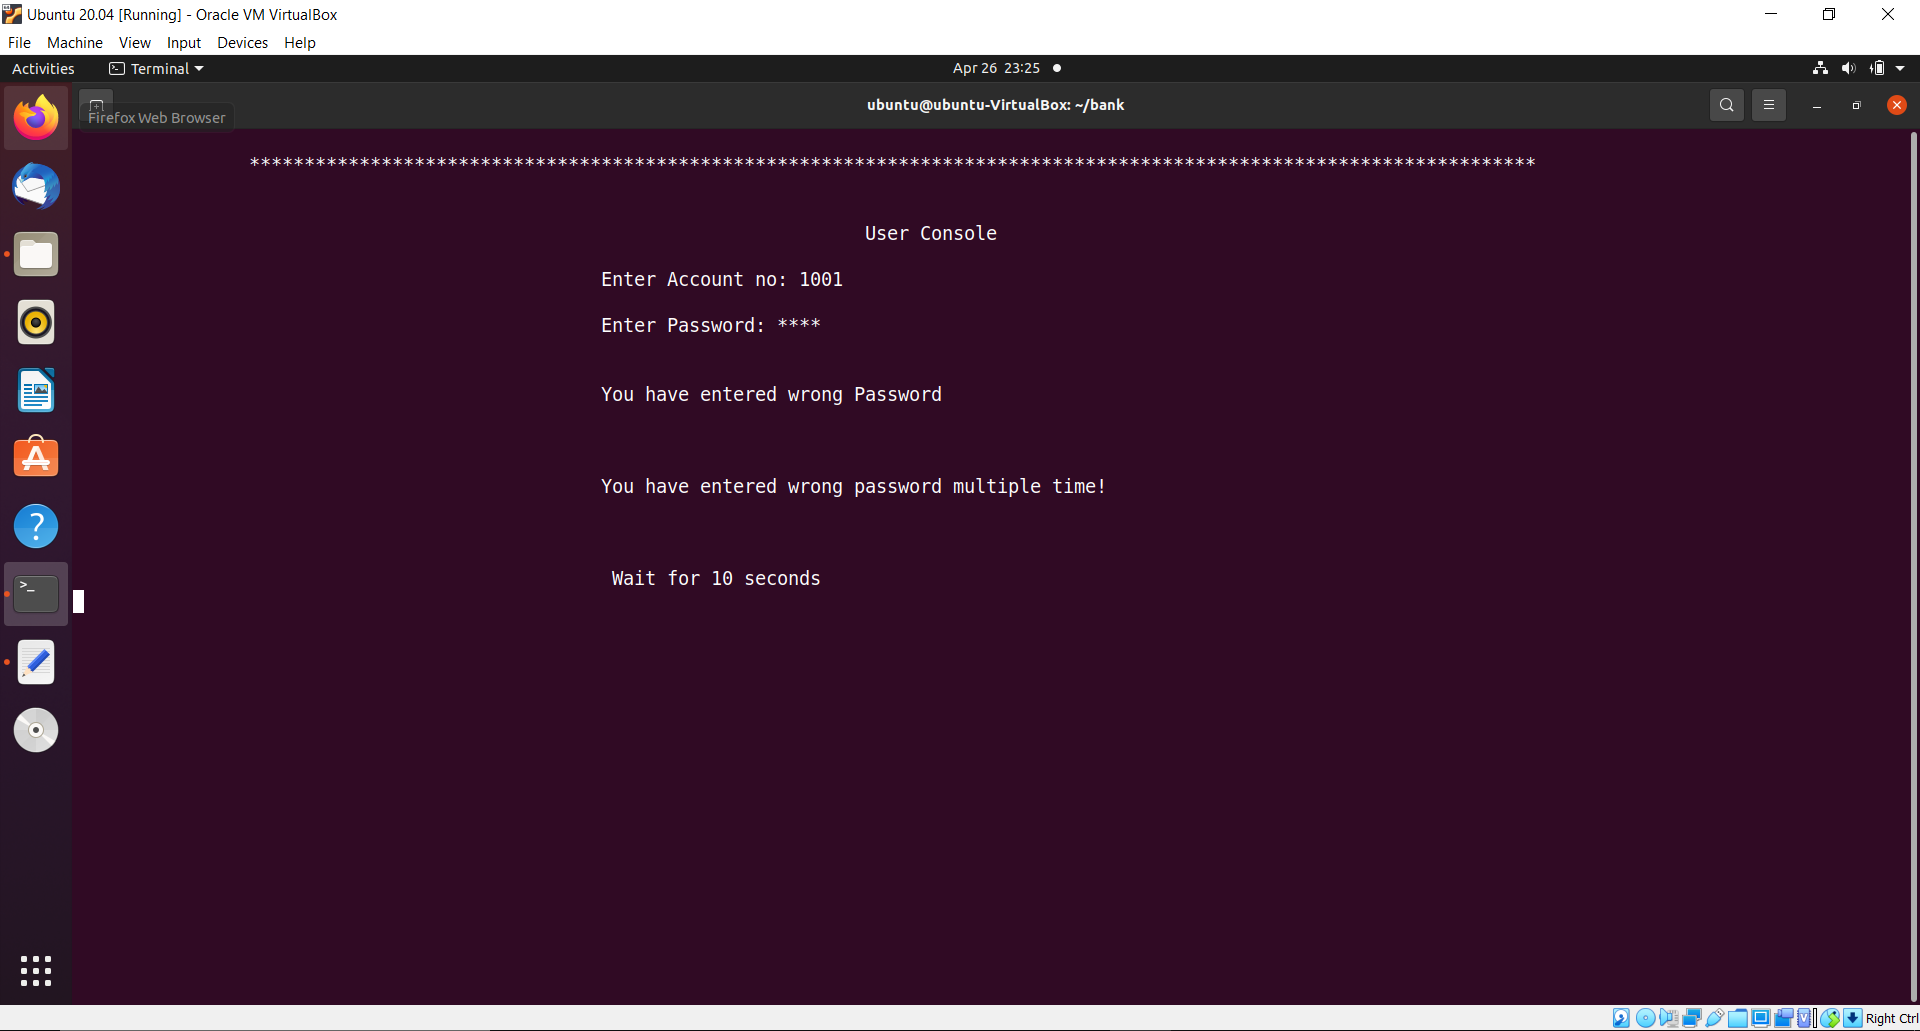 Ubuntu 20.04 [Running] - Oracle VM VirtualBox
File Machine View Input Devices Help
Activities Terminal Apr 26 23:25
ubuntu@ubuntu-VirtualBox: ~/bank
Firefox Web Browser
*********************************************************************************************************************
User Console
Enter Account no: 1001
Enter Password: ****
You have entered wrong Password
You have entered wrong password multiple time!
Wait for 10 seconds
Right Ctrl